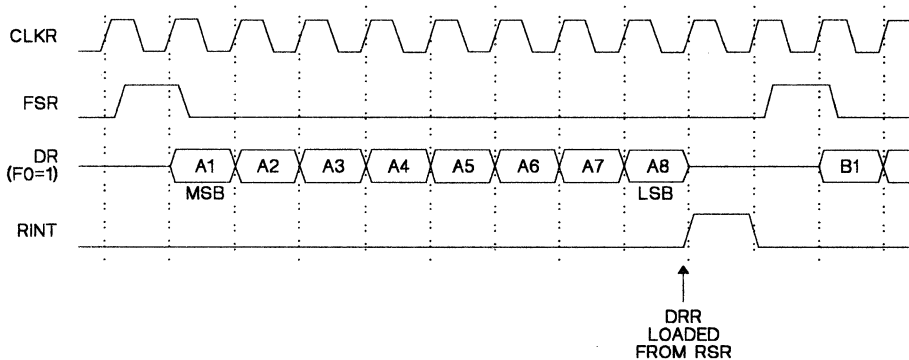 CLKR
FSR
DR
(FO=1)
A1 A2 A3 A4 A5 A6 A7 A8 B1
MSB LSB
RINT
DRR
LOADED
FROM RSR